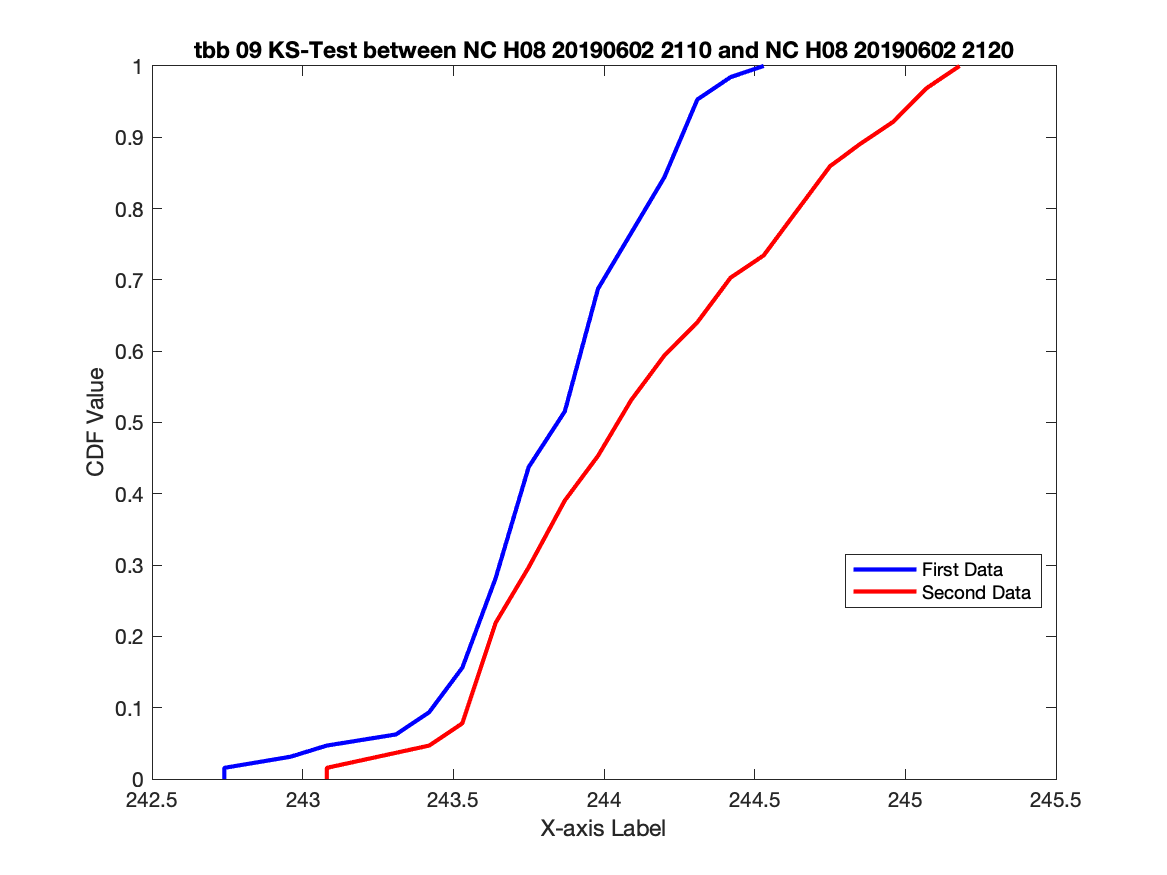 tbb 09 KS-Test between NC H08 20190602 2110 and NC H08 20190602 2120
1
0.9
0.8
0.7
0.6
0.5
0.4
0.3
0.2
0.1
0
CDF Value
First Data
Second Data
242.5 243 243.5 244 244.5 245 245.5
X-axis Label